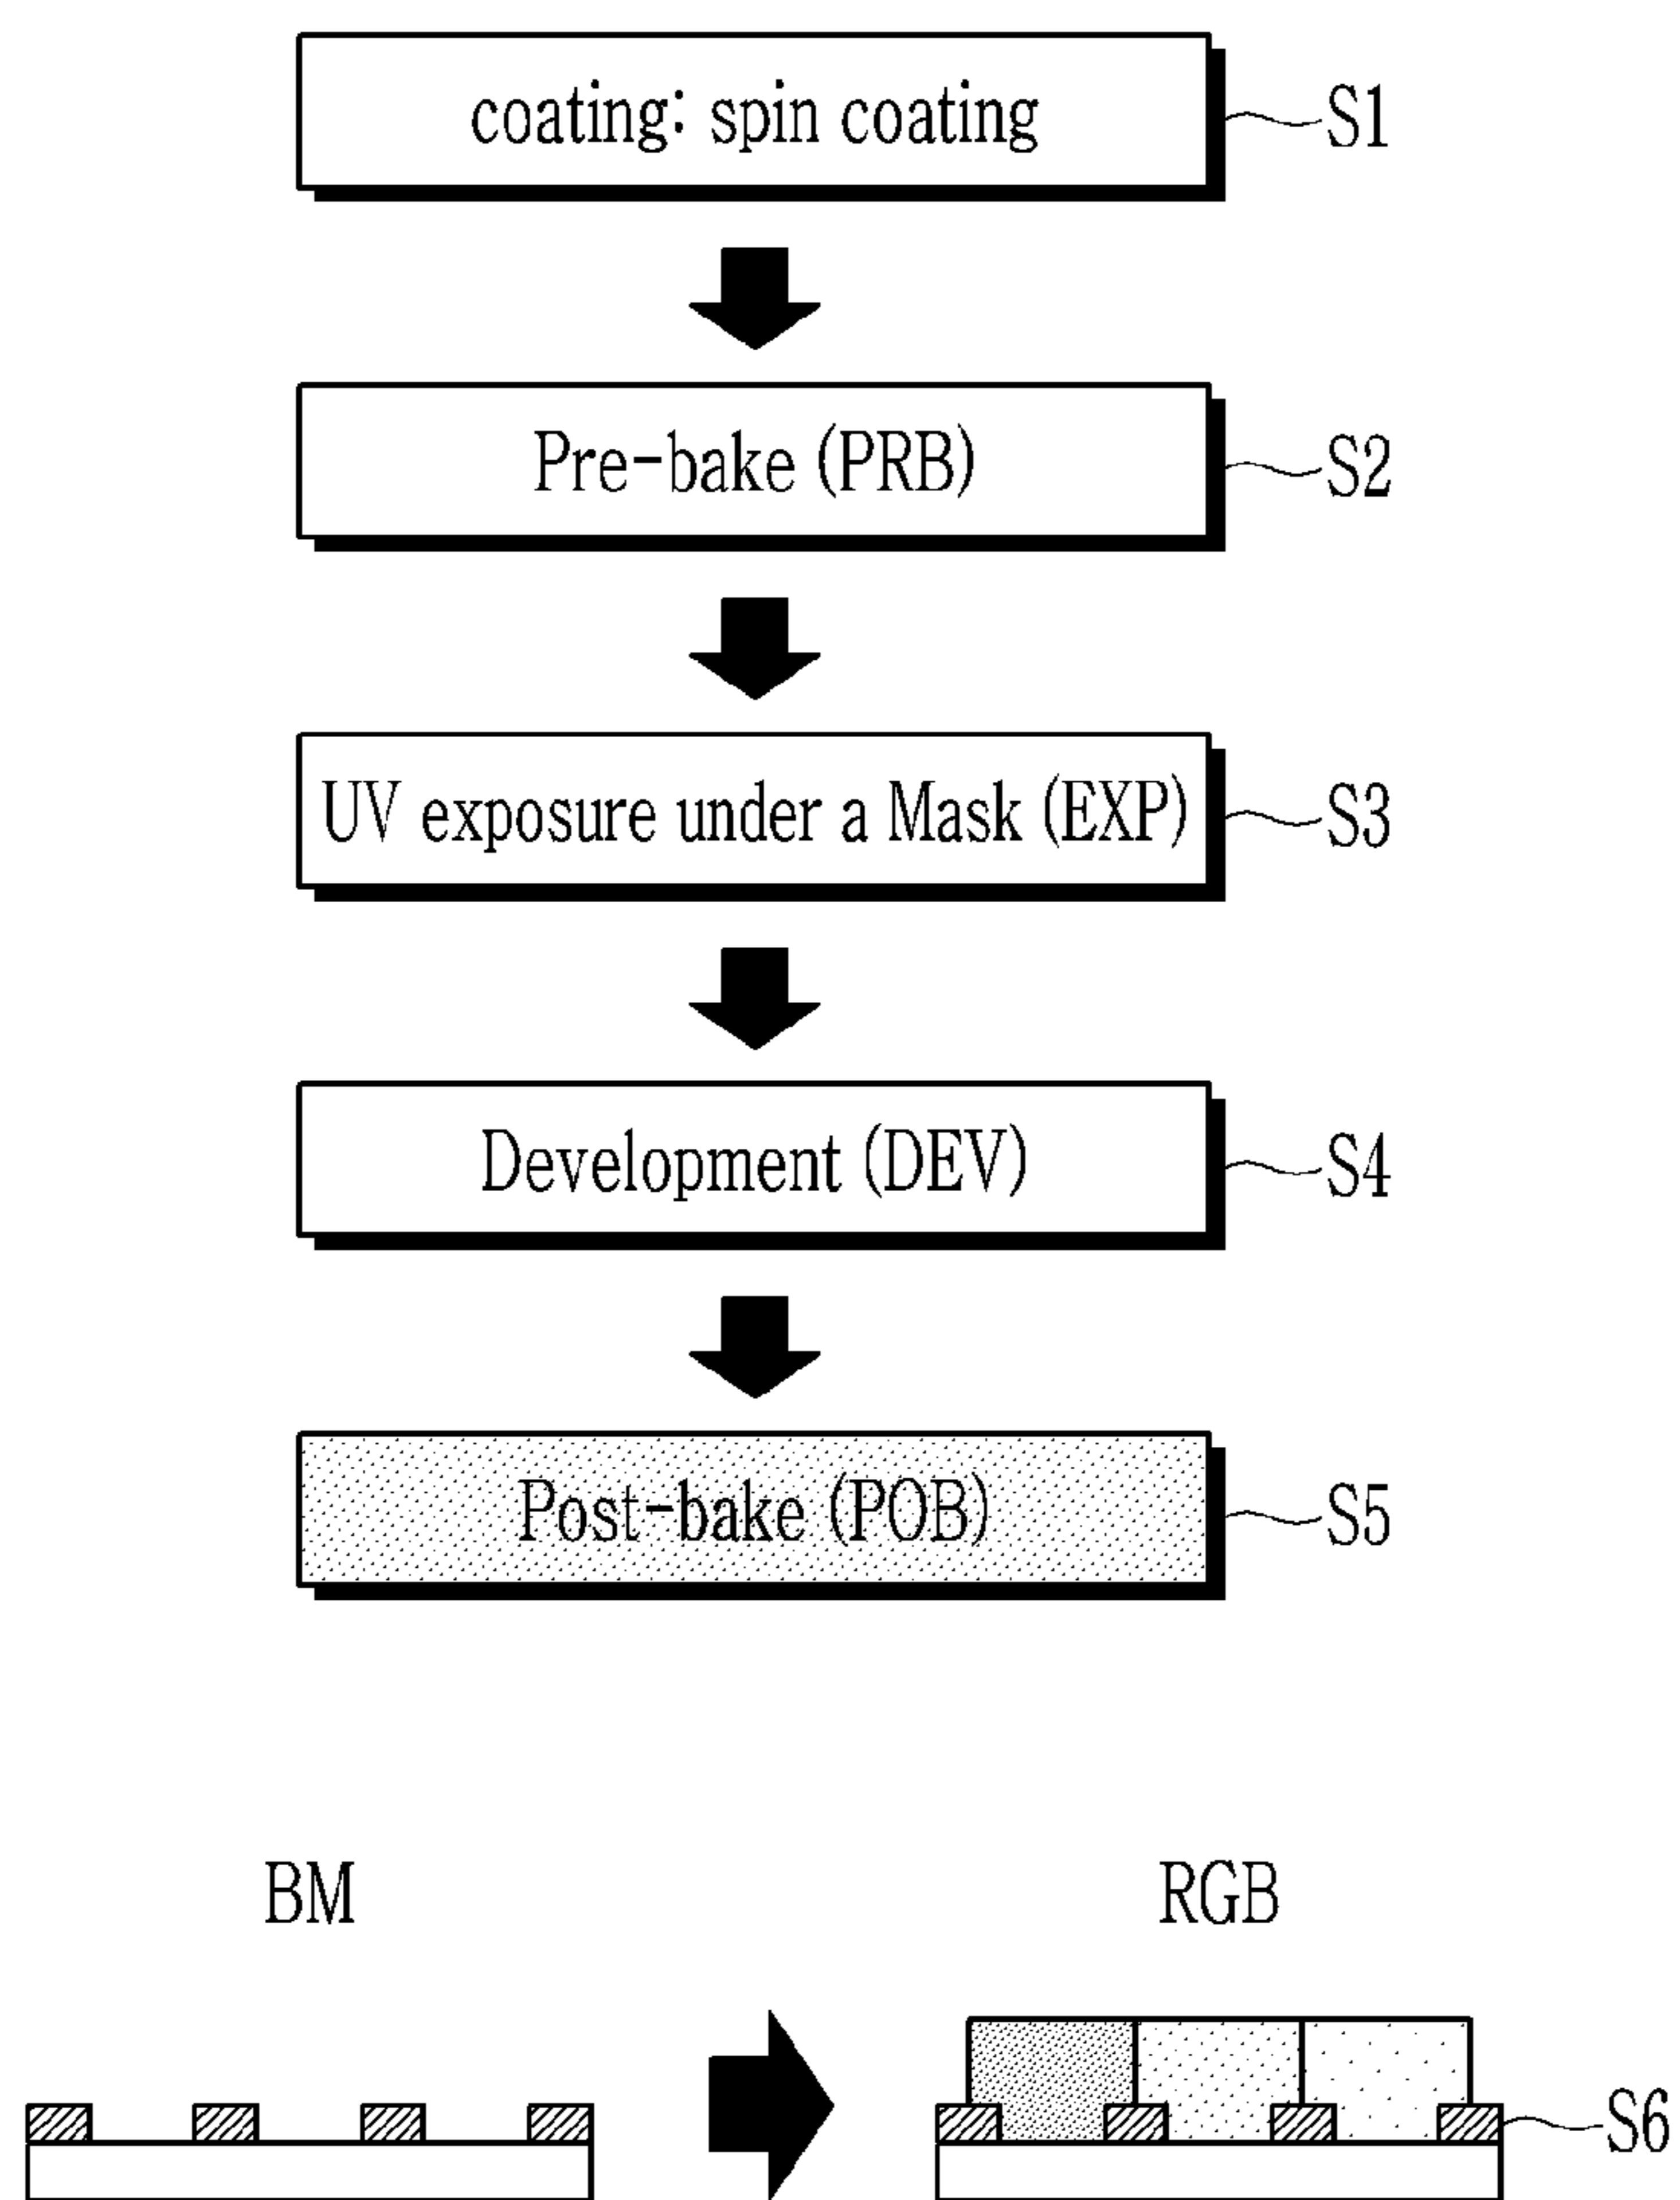 coating: spin coating S1
Pre-bake (PRB) S2
UV exposure under a Mask (EXP) S3
Development (DEV) S4
Post-bake (POB) S5
BM RGB
S6